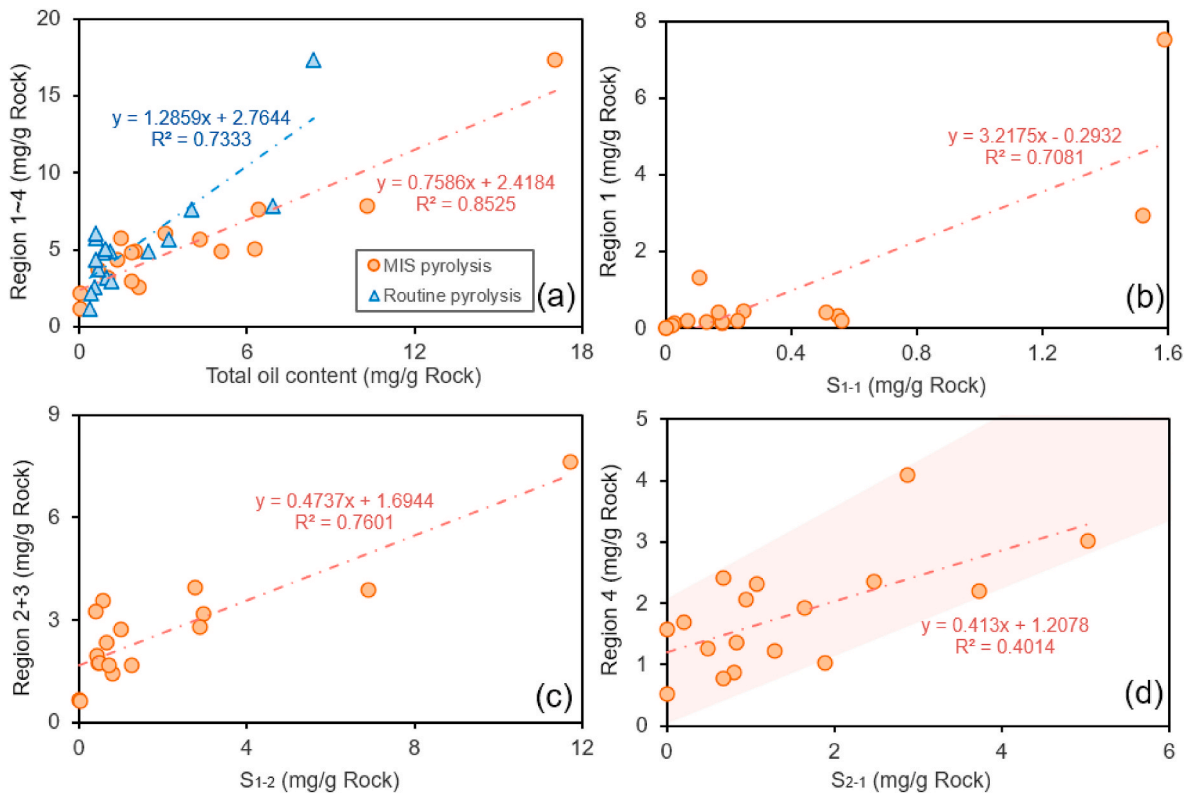 20
15
10
5
0
Region 1~4 (mg/g Rock)
y = 1.2859x + 2.7644
R² = 0.7333
y = 0.7586x + 2.4184
R² = 0.8525
MIS pyrolysis
Routine pyrolysis
(a)
0
6
12
18
Total oil content (mg/g Rock)
8
6
4
2
0
Region 1 (mg/g Rock)
y = 3.2175x - 0.2932
R² = 0.7081
(b)
0
0.4
0.8
1.2
1.6
S1-1 (mg/g Rock)
9
6
3
0
Region 2+3 (mg/g Rock)
y = 0.4737x + 1.6944
R² = 0.7601
(c)
0
4
8
12
S1-2 (mg/g Rock)
5
4
3
2
1
0
Region 4 (mg/g Rock)
y = 0.413x + 1.2078
R² = 0.4014
(d)
0
2
4
6
S2-1 (mg/g Rock)